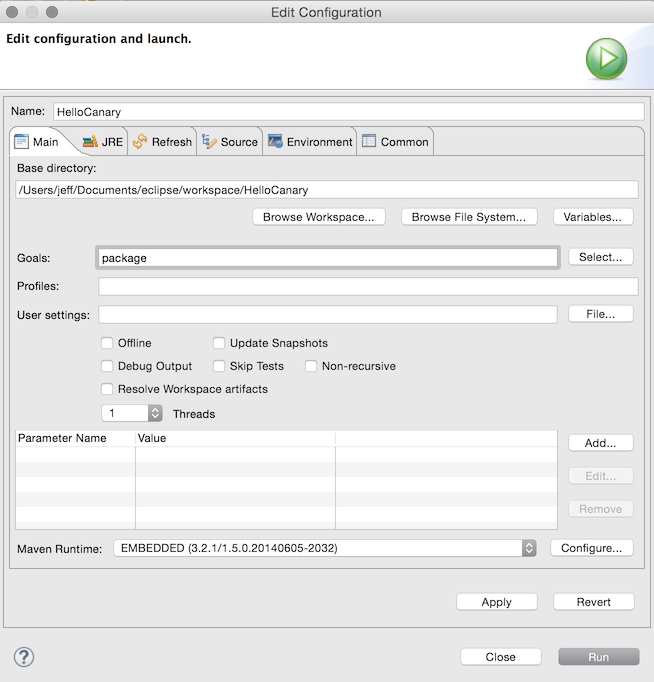 Edit Configuration
Edit configuration and launch.
Name: HelloCanary
Main JRE Refresh Source Environment Common
Base directory:
/Users/jeff/Documents/eclipse/workspace/HelloCanary
Browse Workspace... Browse File System... Variables...
Goals: package Select...
Profiles:
User settings: File...
Offline Update Snapshots
Debug Output Skip Tests Non-recursive
Resolve Workspace artifacts
1 Threads
Parameter Name Value Add...
Edit...
Remove
Maven Runtime: EMBEDDED (3.2.1/1.5.0.20140605-2032) Configure...
Apply Revert
? Close Run